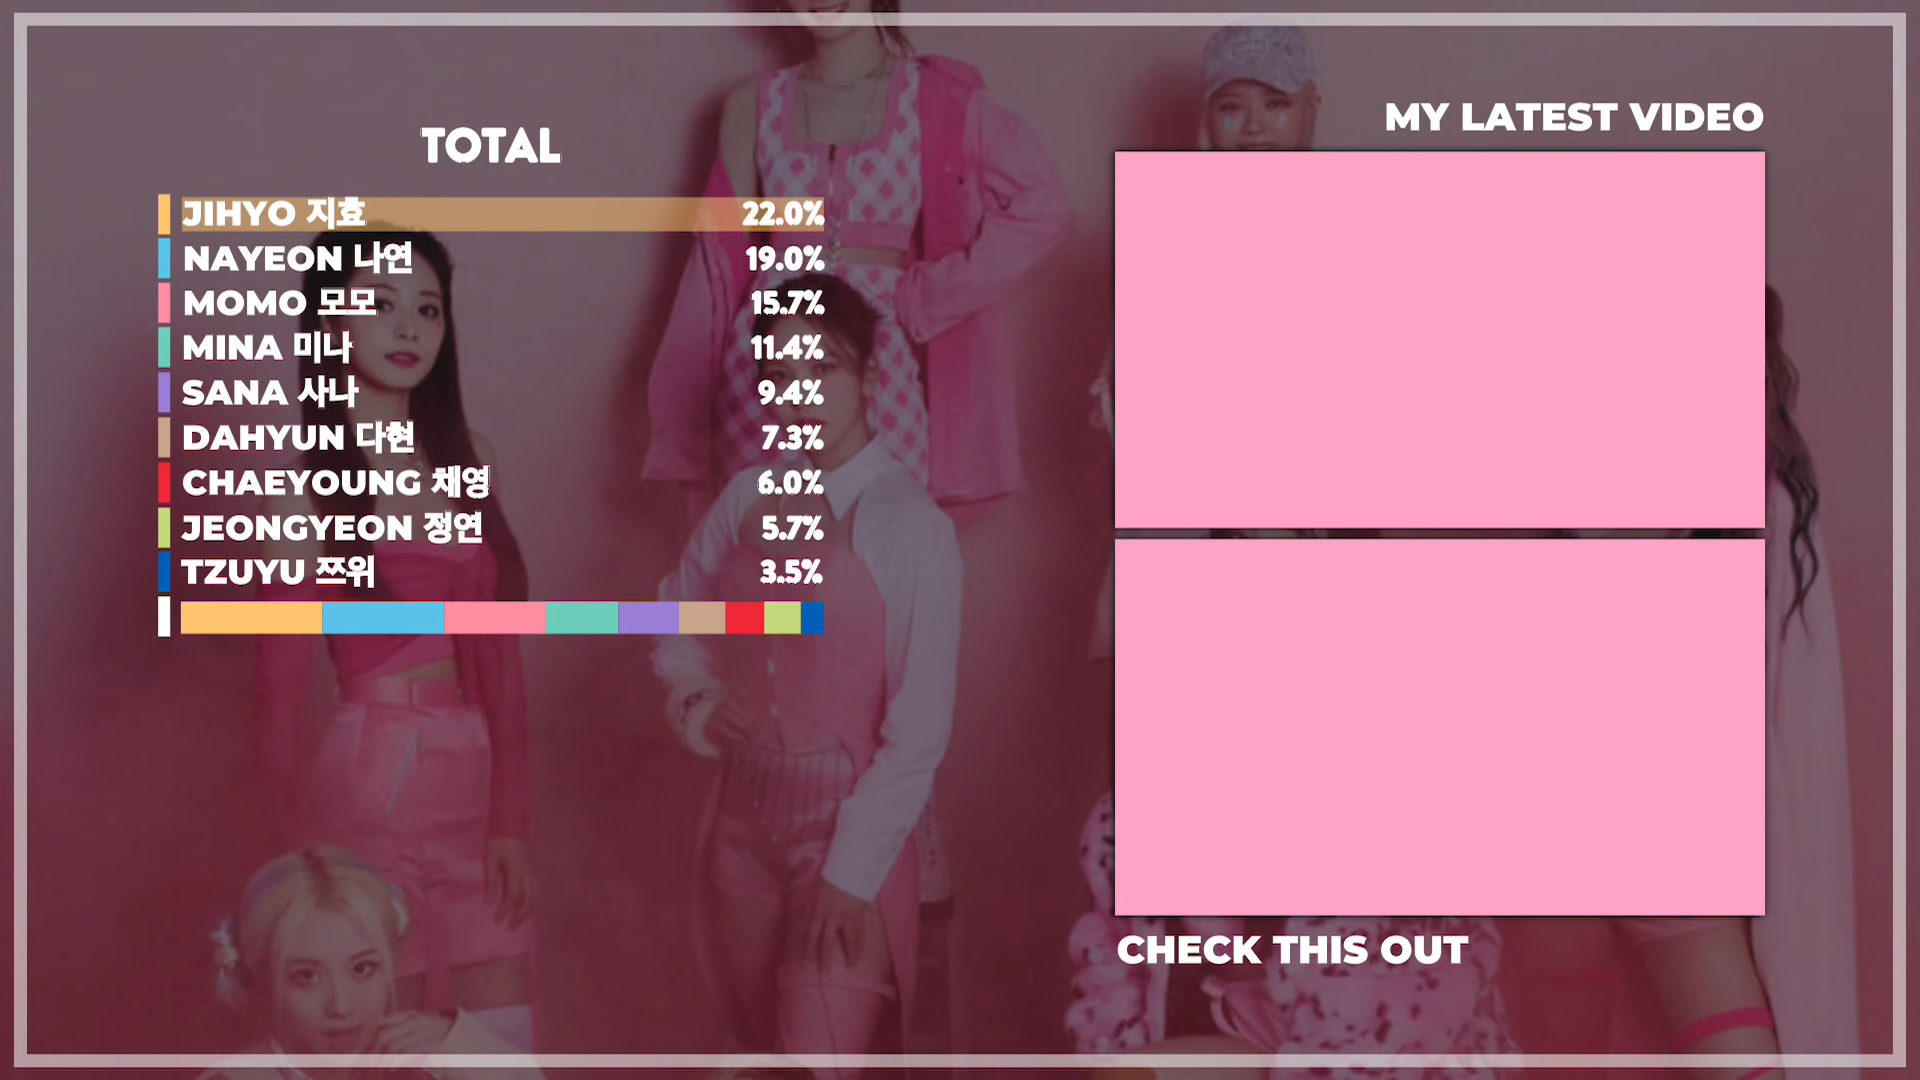 TOTAL
JIHYO 지효 22.0%
NAYEON 나연 19.0%
MOMO 모모 15.7%
MINA 미나 11.4%
SANA 사나 9.4%
DAHYUN 다현 7.3%
CHAEYOUNG 채영 6.0%
JEONGYEON 정연 5.7%
TZUYU 쯔위 3.5%
MY LATEST VIDEO
CHECK THIS OUT